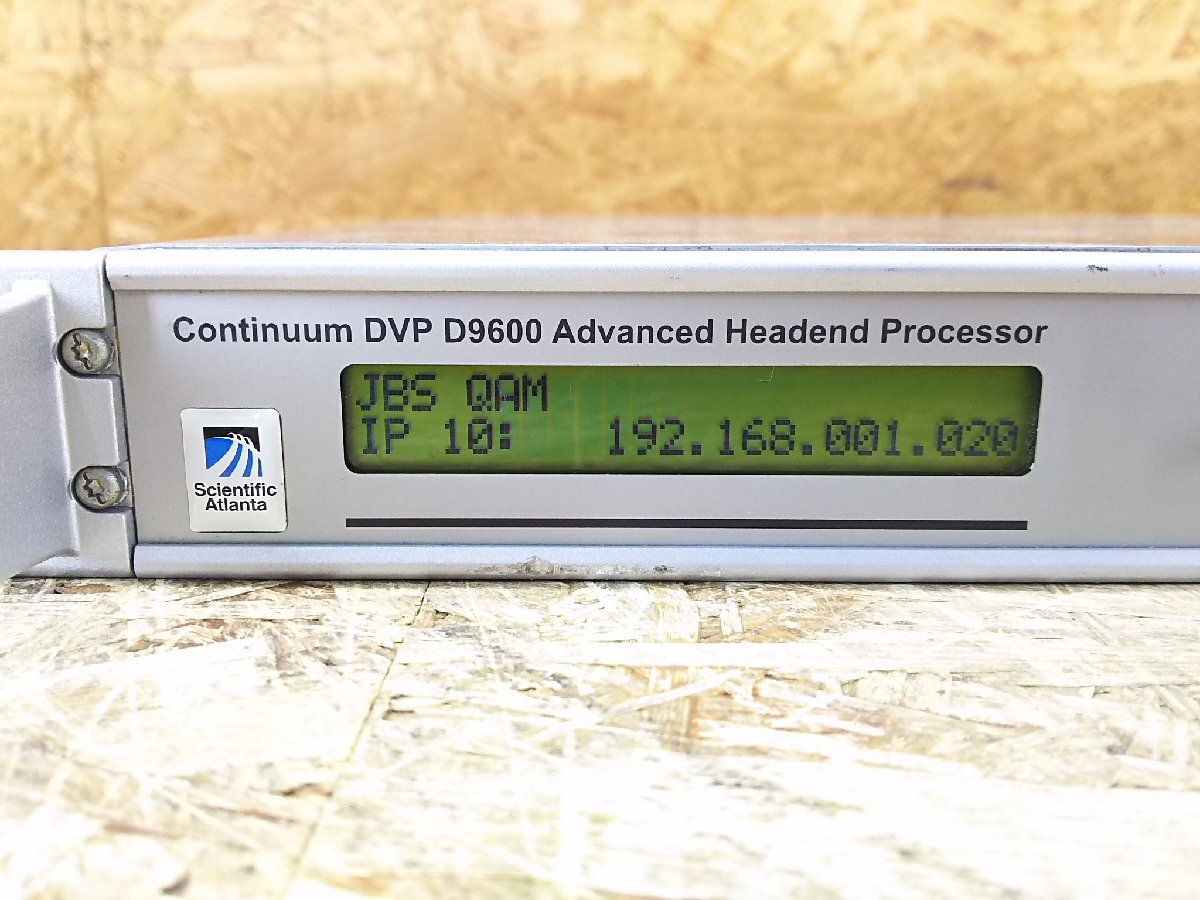 Continuum DVP D9600 Advanced Headend Processor
JBS QAM
IP 10: 192.168.001.020
Scientific
Atlanta